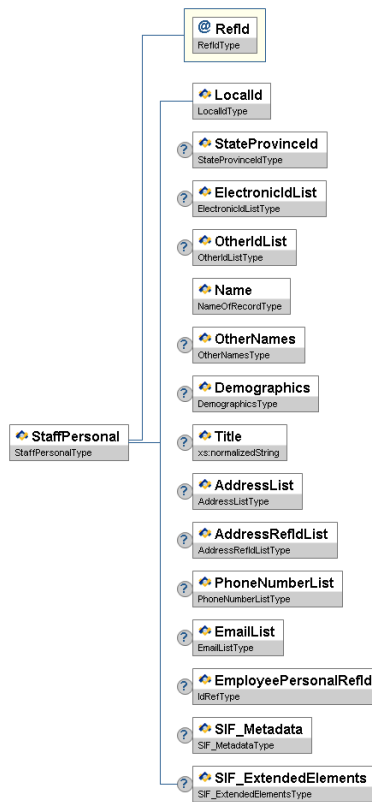 @ RefId
RefIdType
LocalId
LocalIdType
? StateProvinceId
StateProvinceIdType
? ElectronicIdList
ElectronicIdListType
? OtherIdList
OtherIdListType
Name
NameOfRecordType
? OtherNames
OtherNamesType
? Demographics
DemographicsType
StaffPersonal
StaffPersonalType
? Title
xs:normalizedString
? AddressList
AddressListType
? AddressRefIdList
AddressRefIdListType
? PhoneNumberList
PhoneNumberListType
? EmailList
EmailListType
? EmployeePersonalRefId
IdRefType
? SIF_Metadata
SIF_MetadataType
? SIF_ExtendedElements
SIF_ExtendedElementsType